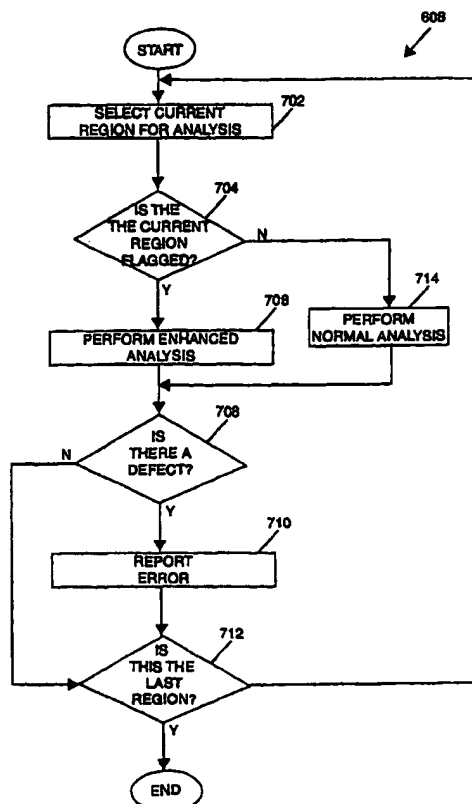 608
START
702
SELECT CURRENT
REGION FOR ANALYSIS
704
IS THE
THE CURRENT
REGION
FLAGGED?
N
Y
714
PERFORM
NORMAL ANALYSIS
PERFORM ENHANCED
ANALYSIS
708
IS
THERE A
DEFECT?
N
Y
710
REPORT
ERROR
712
IS
THIS THE
LAST
REGION?
Y
END